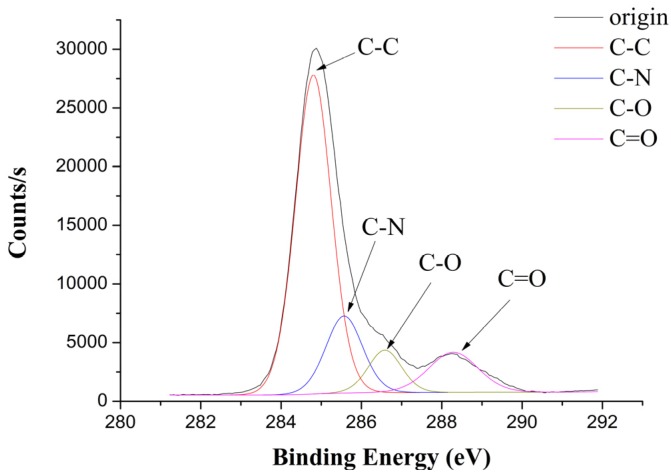 origin
C-C
C-N
C-O
C=O
30000
25000
20000
15000
10000
5000
0
Counts/s
C-C
C-N
C-O
C=O
280
282
284
286
288
290
292
Binding Energy (eV)